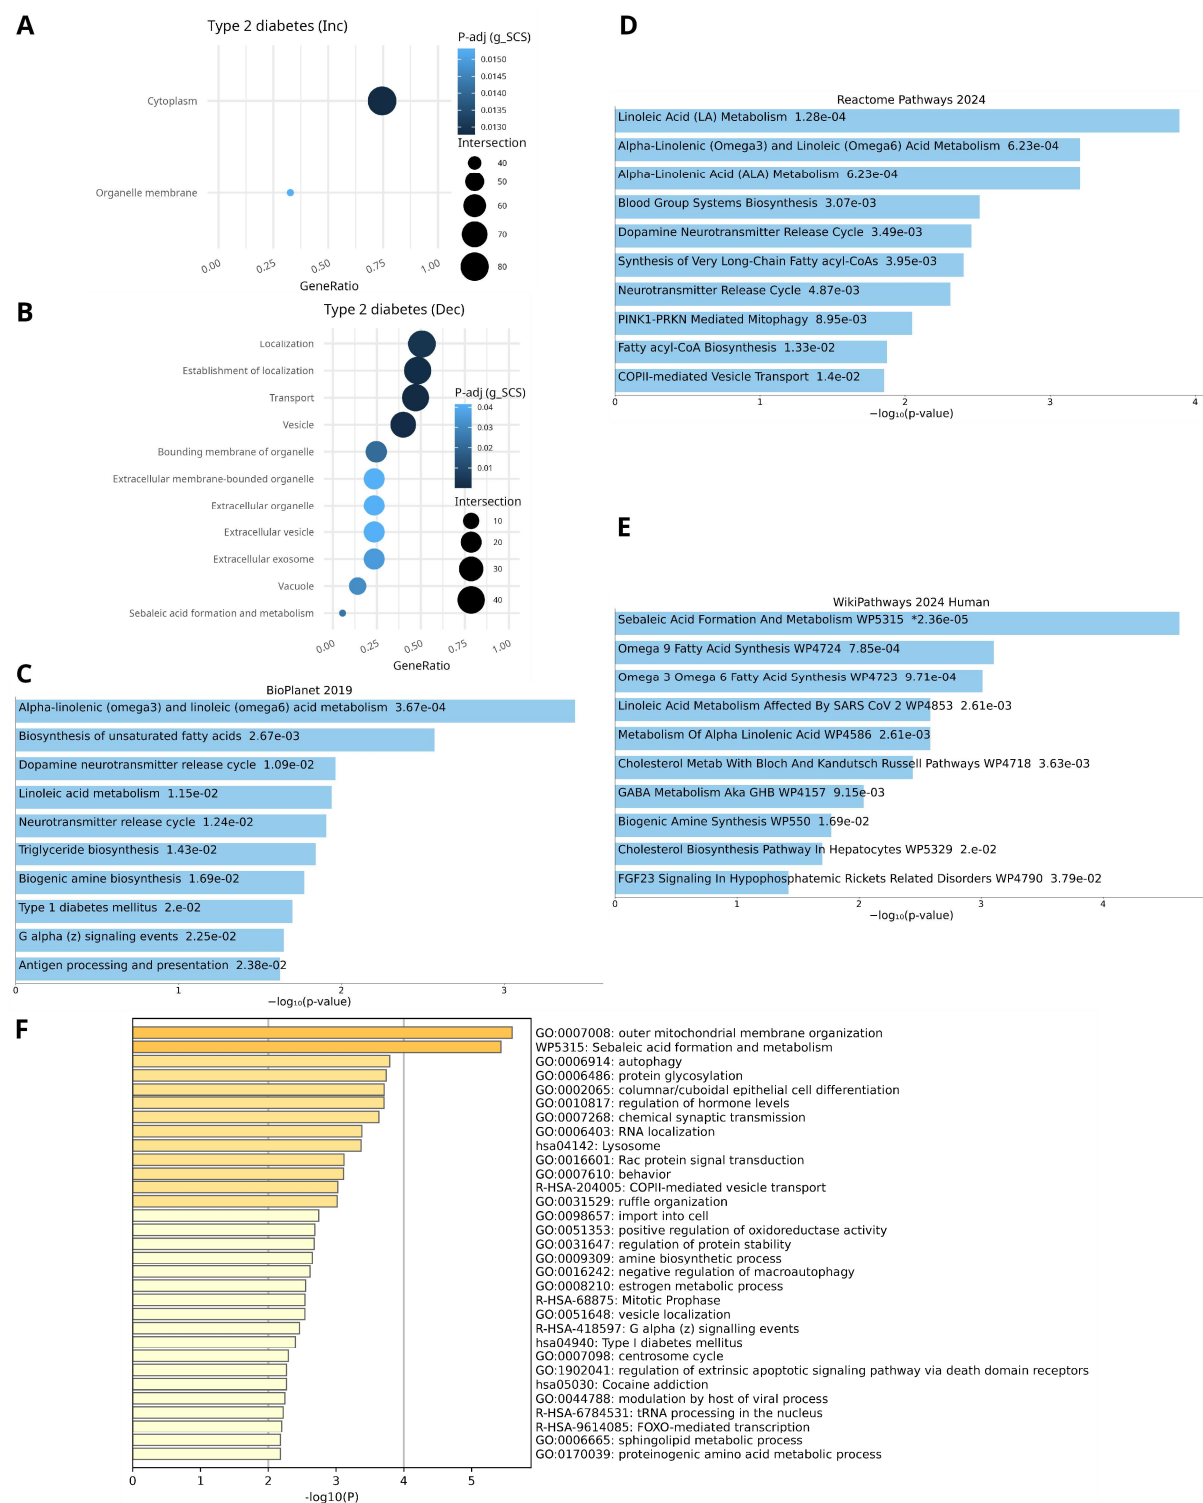 A
Type 2 diabetes (Inc)
Cytoplasm
Organelle membrane
0.00
0.25
0.50
0.75
1.00
GeneRatio
P-adj (g_SCS)
0.0150
0.0145
0.0140
0.0135
0.0130
Intersection
40
50
60
70
80
B
Type 2 diabetes (Dec)
Localization
Establishment of localization
Transport
Vesicle
Bounding membrane of organelle
Extracellular membrane-bounded organelle
Extracellular organelle
Extracellular vesicle
Extracellular exosome
Vacuole
Sebaleic acid formation and metabolism
0.00
0.25
0.50
0.75
1.00
GeneRatio
P-adj (g_SCS)
0.04
0.03
0.02
0.01
Intersection
10
20
30
40
C
BioPlanet 2019
Alpha-linolenic (omega3) and linoleic (omega6) acid metabolism 3.67e-04
Biosynthesis of unsaturated fatty acids 2.67e-03
Dopamine neurotransmitter release cycle 1.09e-02
Linoleic acid metabolism 1.15e-02
Neurotransmitter release cycle 1.24e-02
Triglyceride biosynthesis 1.43e-02
Biogenic amine biosynthesis 1.69e-02
Type 1 diabetes mellitus 2.e-02
G alpha (z) signaling events 2.25e-02
Antigen processing and presentation 2.38e-02
0 1 2 3
−log₁₀(p-value)
D
Reactome Pathways 2024
Linoleic Acid (LA) Metabolism 1.28e-04
Alpha-Linolenic (Omega3) and Linoleic (Omega6) Acid Metabolism 6.23e-04
Alpha-Linolenic Acid (ALA) Metabolism 6.23e-04
Blood Group Systems Biosynthesis 3.07e-03
Dopamine Neurotransmitter Release Cycle 3.49e-03
Synthesis of Very Long-Chain Fatty acyl-CoAs 3.95e-03
Neurotransmitter Release Cycle 4.87e-03
PINK1-PRKN Mediated Mitophagy 8.95e-03
Fatty acyl-CoA Biosynthesis 1.33e-02
COPII-mediated Vesicle Transport 1.4e-02
0 1 2 3 4
−log₁₀(p-value)
E
WikiPathways 2024 Human
Sebaleic Acid Formation And Metabolism WP5315 *2.36e-05
Omega 9 Fatty Acid Synthesis WP4724 7.85e-04
Omega 3 Omega 6 Fatty Acid Synthesis WP4723 9.71e-04
Linoleic Acid Metabolism Affected By SARS CoV 2 WP4853 2.61e-03
Metabolism Of Alpha Linolenic Acid WP4586 2.61e-03
Cholesterol Metab With Bloch And Kandutsch Russell Pathways WP4718 3.63e-03
GABA Metabolism Aka GHB WP4157 9.15e-03
Biogenic Amine Synthesis WP550 1.69e-02
Cholesterol Biosynthesis Pathway In Hepatocytes WP5329 2.e-02
FGF23 Signaling In Hypophosphatemic Rickets Related Disorders WP4790 3.79e-02
0 1 2 3 4
−log₁₀(p-value)
F
GO:0007008: outer mitochondrial membrane organization
WP5315: Sebaleic acid formation and metabolism
GO:0006914: autophagy
GO:0006486: protein glycosylation
GO:0002065: columnar/cuboidal epithelial cell differentiation
GO:0010817: regulation of hormone levels
GO:0007268: chemical synaptic transmission
GO:0006403: RNA localization
hsa04142: Lysosome
GO:0016601: Rac protein signal transduction
GO:0007610: behavior
R-HSA-204005: COPII-mediated vesicle transport
GO:0031529: ruffle organization
GO:0098657: import into cell
GO:0051353: positive regulation of oxidoreductase activity
GO:0031647: regulation of protein stability
GO:0009309: amine biosynthetic process
GO:0016242: negative regulation of macroautophagy
GO:0008210: estrogen metabolic process
R-HSA-68875: Mitotic Prophase
GO:0051648: vesicle localization
R-HSA-418597: G alpha (z) signalling events
hsa04940: Type I diabetes mellitus
GO:0007098: centrosome cycle
GO:1902041: regulation of extrinsic apoptotic signaling pathway via death domain receptors
hsa05030: Cocaine addiction
GO:0044788: modulation by host of viral process
R-HSA-6784531: tRNA processing in the nucleus
R-HSA-9614085: FOXO-mediated transcription
GO:0006665: sphingolipid metabolic process
GO:0170039: proteinogenic amino acid metabolic process
0 1 2 3 4 5
-log10(P)